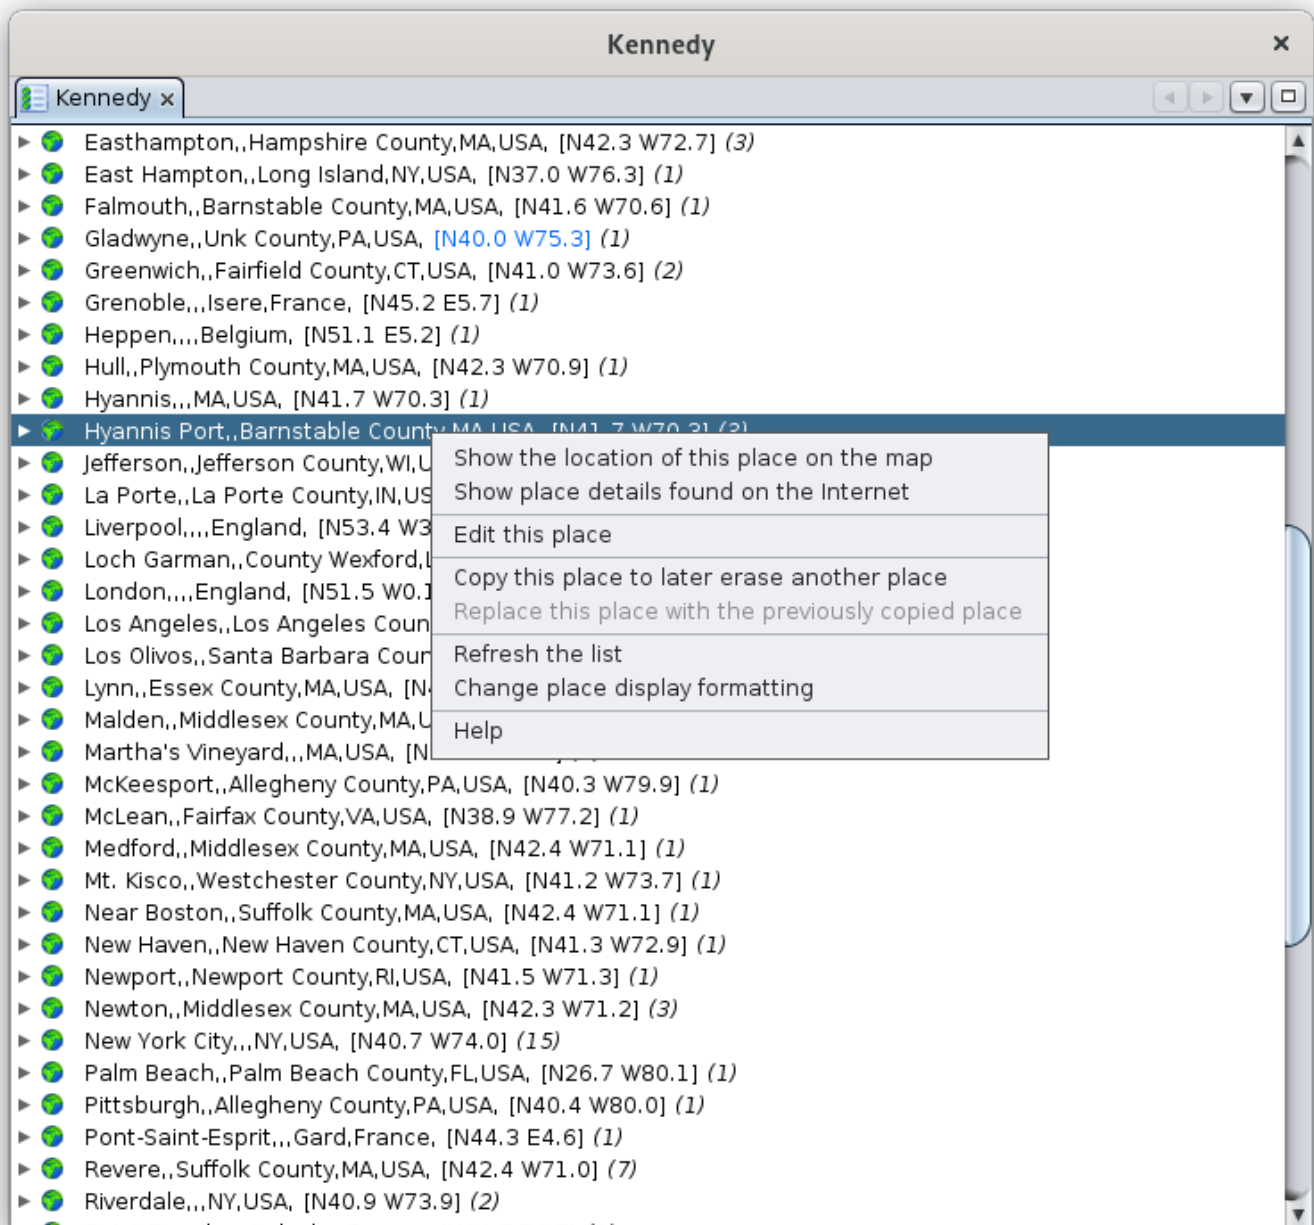 Kennedy
Kennedy
Easthampton,,Hampshire County,MA,USA, [N42.3 W72.7] (3)
East Hampton,,Long Island,NY,USA, [N37.0 W76.3] (1)
Falmouth,,Barnstable County,MA,USA, [N41.6 W70.6] (1)
Gladwyne,,Unk County,PA,USA, [N40.0 W75.3] (1)
Greenwich,,Fairfield County,CT,USA, [N41.0 W73.6] (2)
Grenoble,,,Isere,France, [N45.2 E5.7] (1)
Heppen,,,,Belgium, [N51.1 E5.2] (1)
Hull,,Plymouth County,MA,USA, [N42.3 W70.9] (1)
Hyannis,,,MA,USA, [N41.7 W70.3] (1)
Hyannis Port,,Barnstable County,MA,USA, [N41.7 W70.3] (3)
Jefferson,,Jefferson County,WI,U
La Porte,,La Porte County,IN,US
Liverpool,,,,England, [N53.4 W3
Loch Garman,,County Wexford,
London,,,,England, [N51.5 W0.1
Los Angeles,,Los Angeles Coun
Los Olivos,,Santa Barbara Coun
Lynn,,Essex County,MA,USA, [N4
Malden,,Middlesex County,MA,U
Martha's Vineyard,,,MA,USA, [N
Show the location of this place on the map
Show place details found on the Internet
Edit this place
Copy this place to later erase another place
Replace this place with the previously copied place
Refresh the list
Change place display formatting
Help
McKeesport,,Allegheny County,PA,USA, [N40.3 W79.9] (1)
McLean,,Fairfax County,VA,USA, [N38.9 W77.2] (1)
Medford,,Middlesex County,MA,USA, [N42.4 W71.1] (1)
Mt. Kisco,,Westchester County,NY,USA, [N41.2 W73.7] (1)
Near Boston,,Suffolk County,MA,USA, [N42.4 W71.1] (1)
New Haven,,New Haven County,CT,USA, [N41.3 W72.9] (1)
Newport,,Newport County,RI,USA, [N41.5 W71.3] (1)
Newton,,Middlesex County,MA,USA, [N42.3 W71.2] (3)
New York City,,,NY,USA, [N40.7 W74.0] (15)
Palm Beach,,Palm Beach County,FL,USA, [N26.7 W80.1] (1)
Pittsburgh,,Allegheny County,PA,USA, [N40.4 W80.0] (1)
Pont-Saint-Esprit,,,Gard,France, [N44.3 E4.6] (1)
Revere,,Suffolk County,MA,USA, [N42.4 W71.0] (7)
Riverdale,,,NY,USA, [N40.9 W73.9] (2)